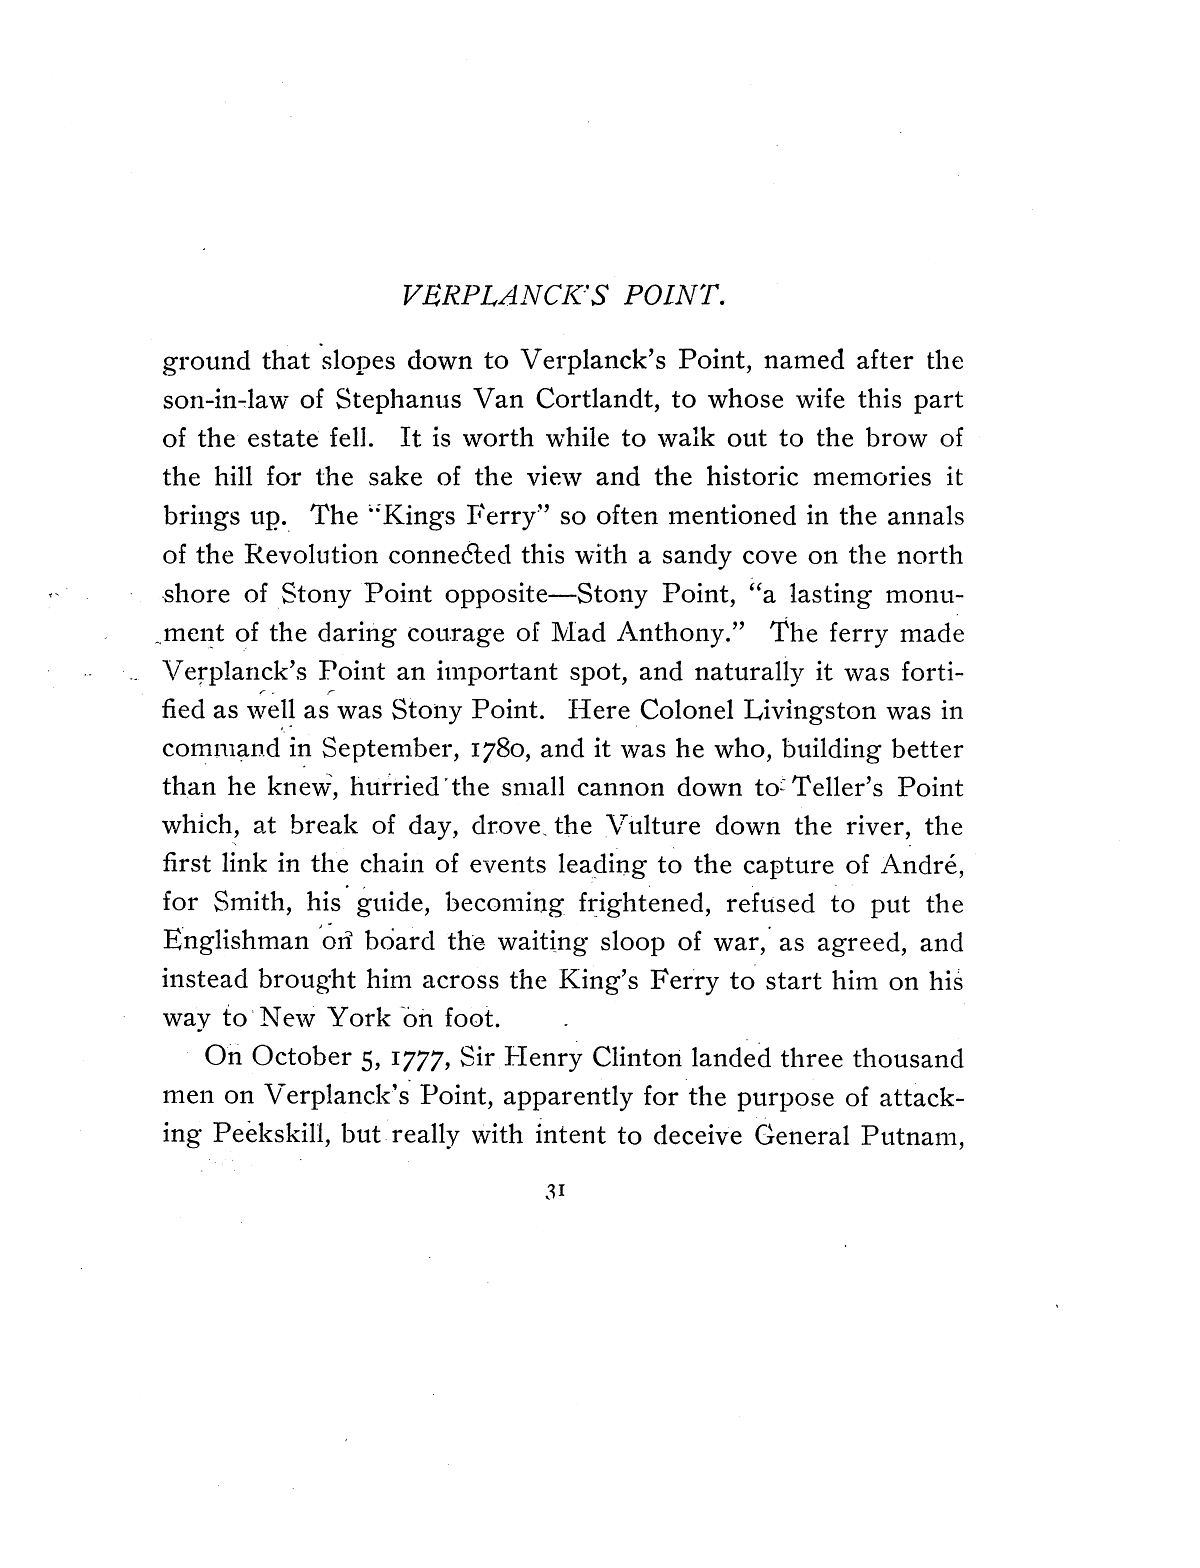 VERPLANCK'S POINT.
ground that slopes down to Verplanck's Point, named after the
son-in-law of Stephanus Van Cortlandt, to whose wife this part
of the estate fell. It is worth while to walk out to the brow of
the hill for the sake of the view and the historic memories it
brings up. The "Kings Ferry" so often mentioned in the annals
of the Revolution connected this with a sandy cove on the north
shore of Stony Point opposite—Stony Point, "a lasting monu-
ment of the daring courage of Mad Anthony." The ferry made
Verplanck's Point an important spot, and naturally it was forti-
fied as well as was Stony Point. Here Colonel Livingston was in
command in September, 1780, and it was he who, building better
than he knew, hurried the small cannon down to Teller's Point
which, at break of day, drove the Vulture down the river, the
first link in the chain of events leading to the capture of André,
for Smith, his guide, becoming frightened, refused to put the
Englishman on board the waiting sloop of war, as agreed, and
instead brought him across the King's Ferry to start him on his
way to New York on foot.
On October 5, 1777, Sir Henry Clinton landed three thousand
men on Verplanck's Point, apparently for the purpose of attack-
ing Peekskill, but really with intent to deceive General Putnam,
31